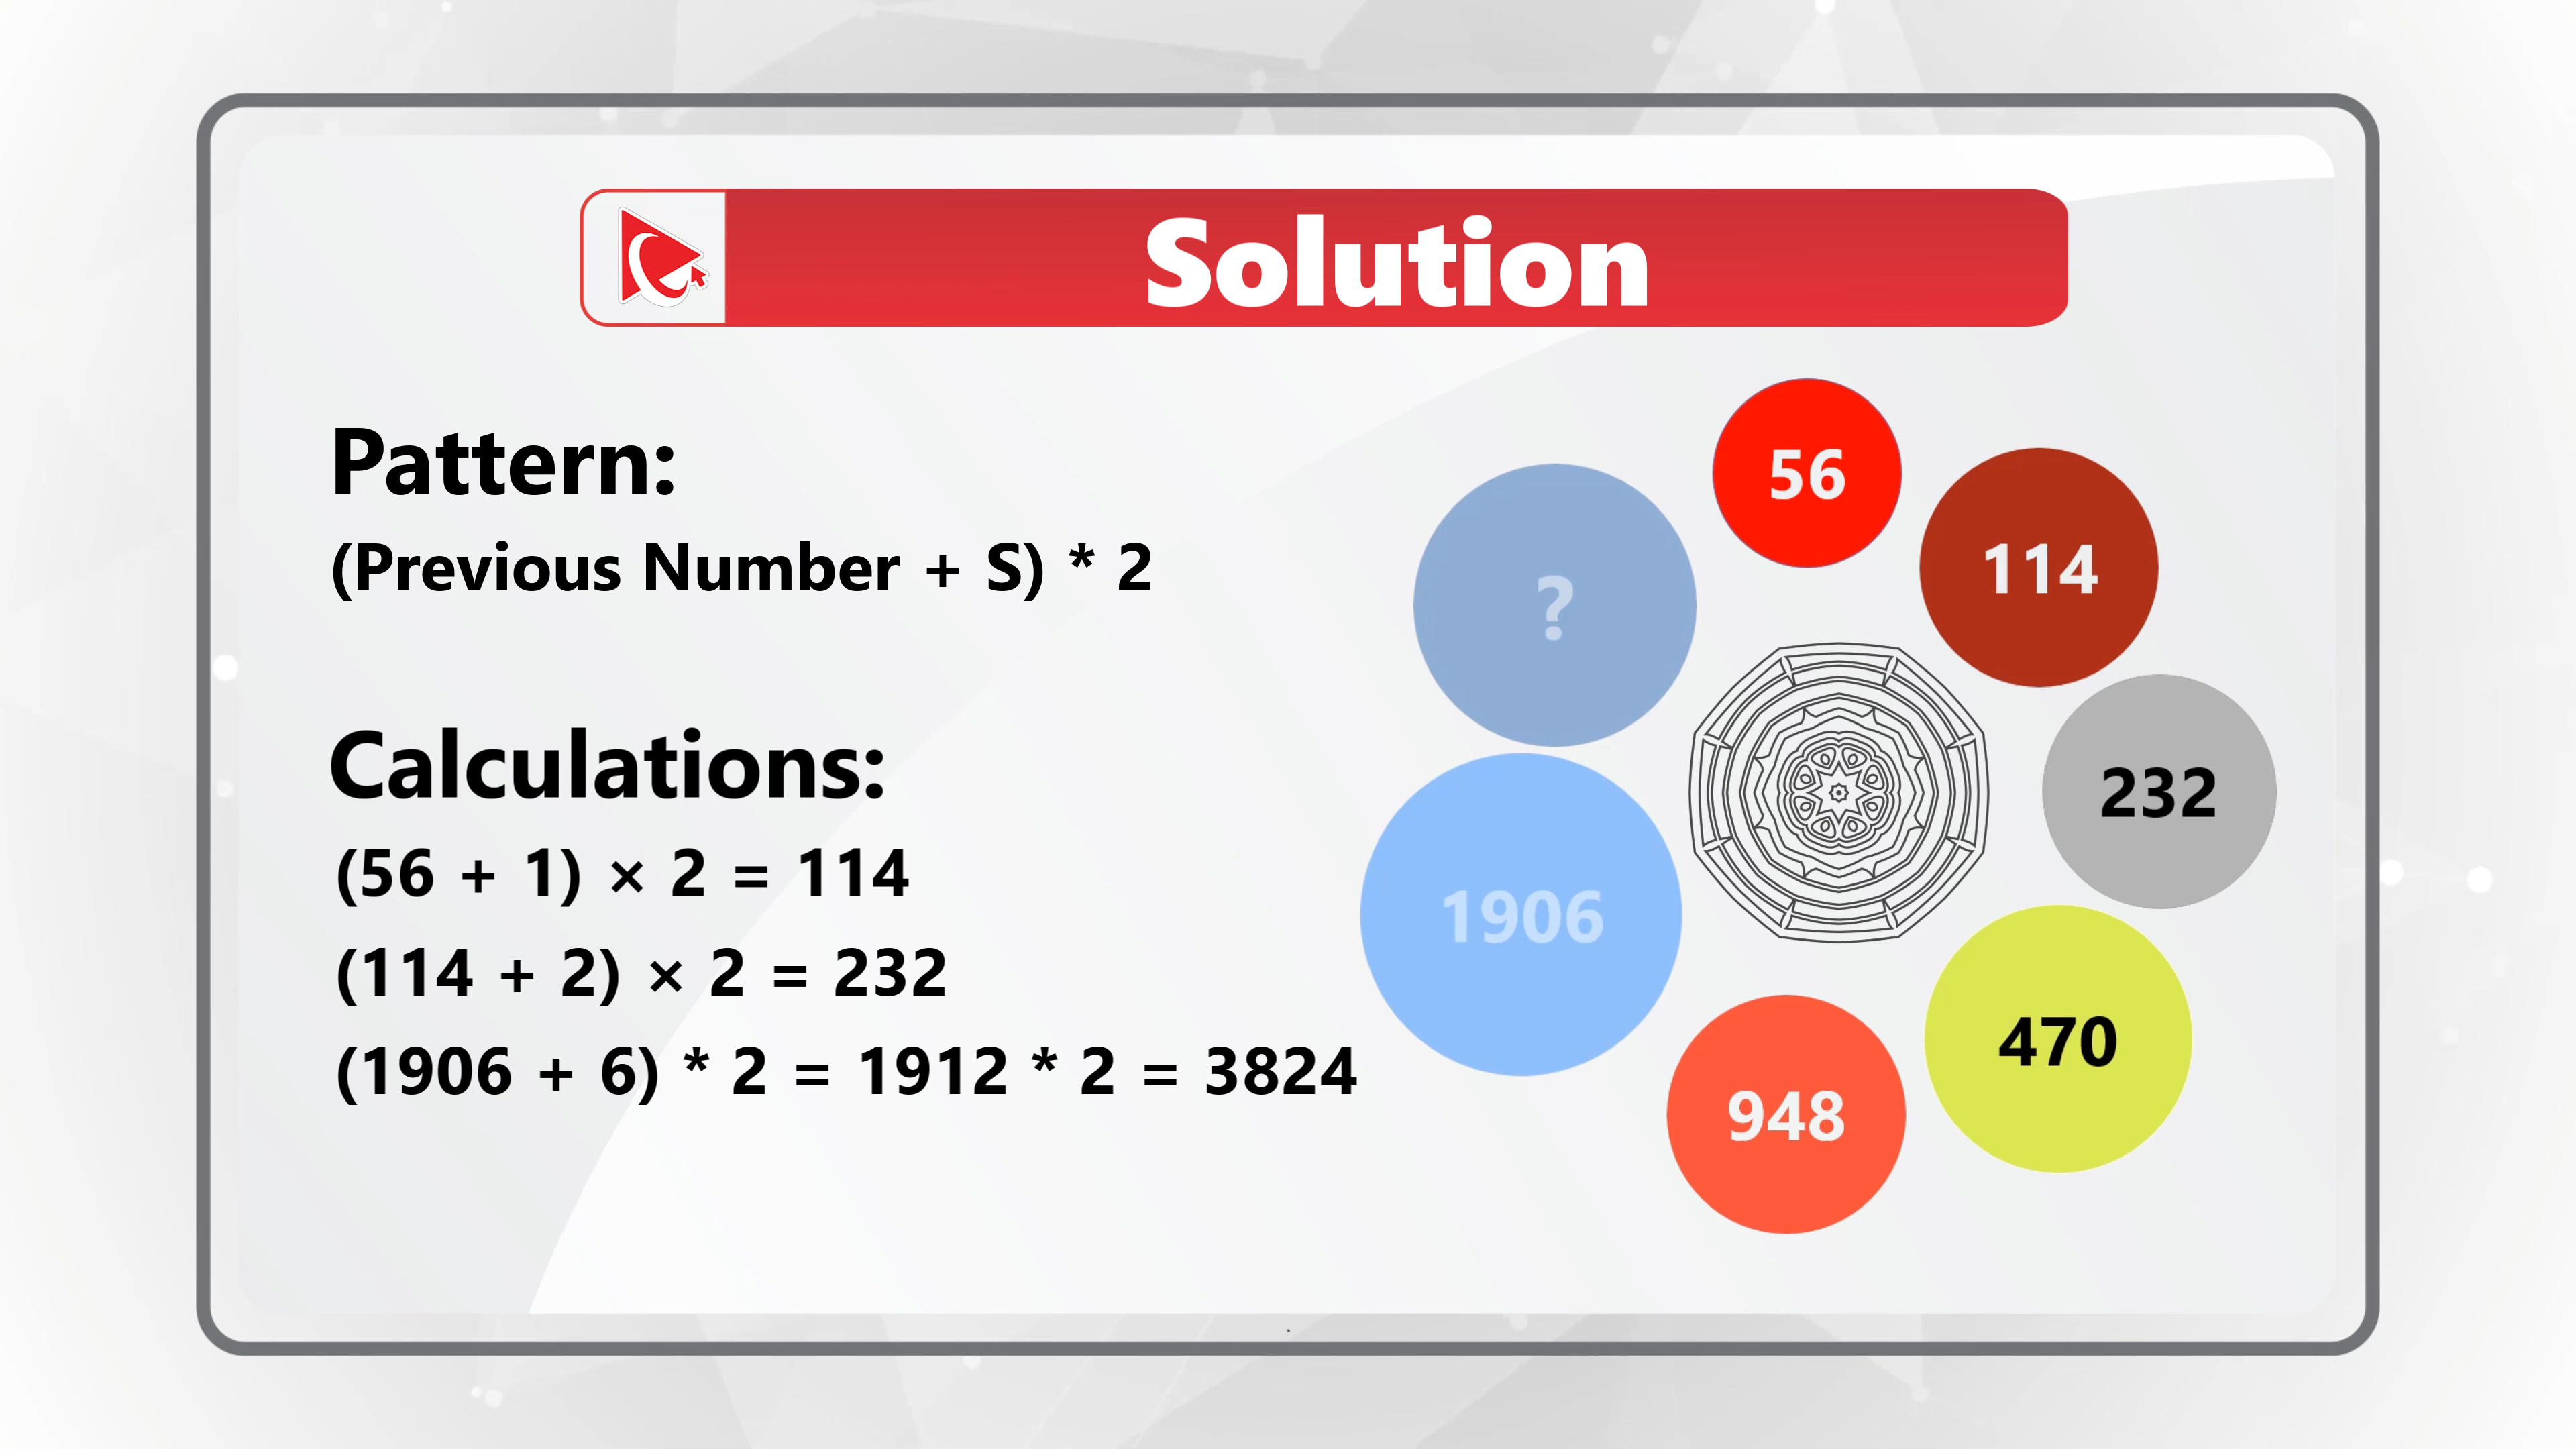 Solution
Pattern:
(Previous Number + S) * 2
Calculations:
(56 + 1) × 2 = 114
(114 + 2) × 2 = 232
(1906 + 6) * 2 = 1912 * 2 = 3824
56
114
232
470
948
1906
?